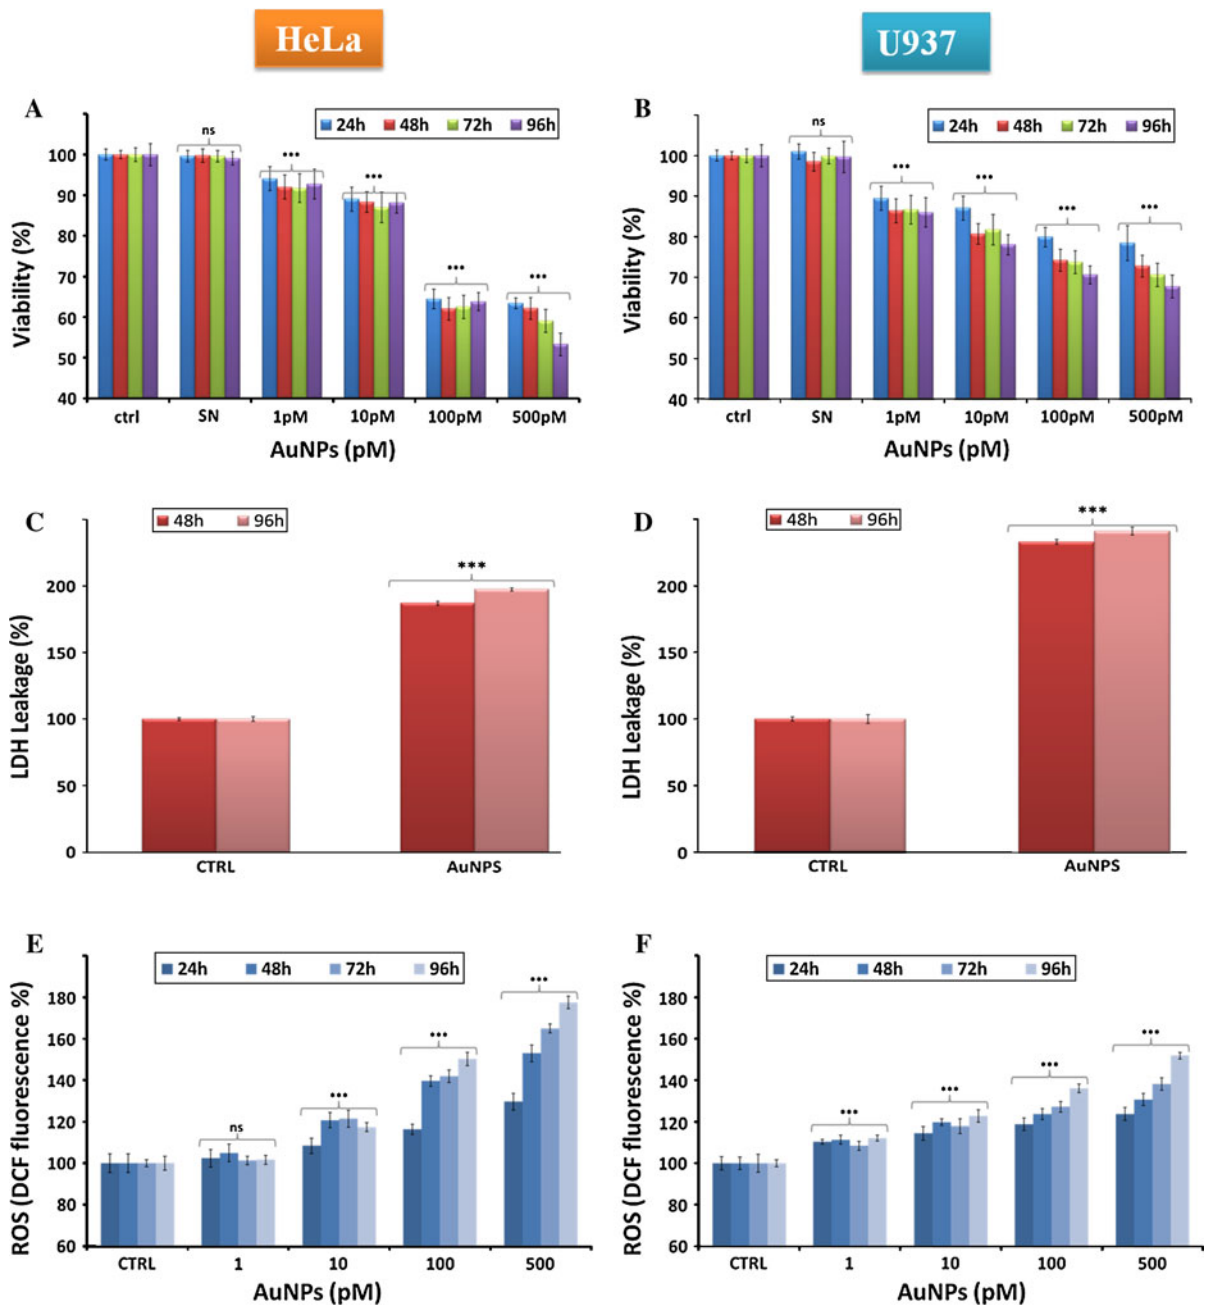 HeLa
U937
A
24h 48h 72h 96h
Viability (%)
110
100
90
80
70
60
50
40
ns
•••
•••
•••
•••
ctrl SN 1pM 10pM 100pM 500pM
AuNPs (pM)
B
24h 48h 72h 96h
Viability (%)
110
100
90
80
70
60
50
40
ns
•••
•••
•••
•••
ctrl SN 1pM 10pM 100pM 500pM
AuNPs (pM)
C
48h 96h
LDH Leakage (%)
200
150
100
50
0
***
CTRL AuNPS
D
48h 96h
LDH Leakage (%)
200
150
100
50
0
***
CTRL AuNPS
E
24h 48h 72h 96h
ROS (DCF fluorescence %)
180
160
140
120
100
80
60
ns
•••
•••
•••
CTRL 1 10 100 500
AuNPs (pM)
F
24h 48h 72h 96h
ROS (DCF fluorescence %)
180
160
140
120
100
80
60
•••
•••
•••
•••
CTRL 1 10 100 500
AuNPs (pM)